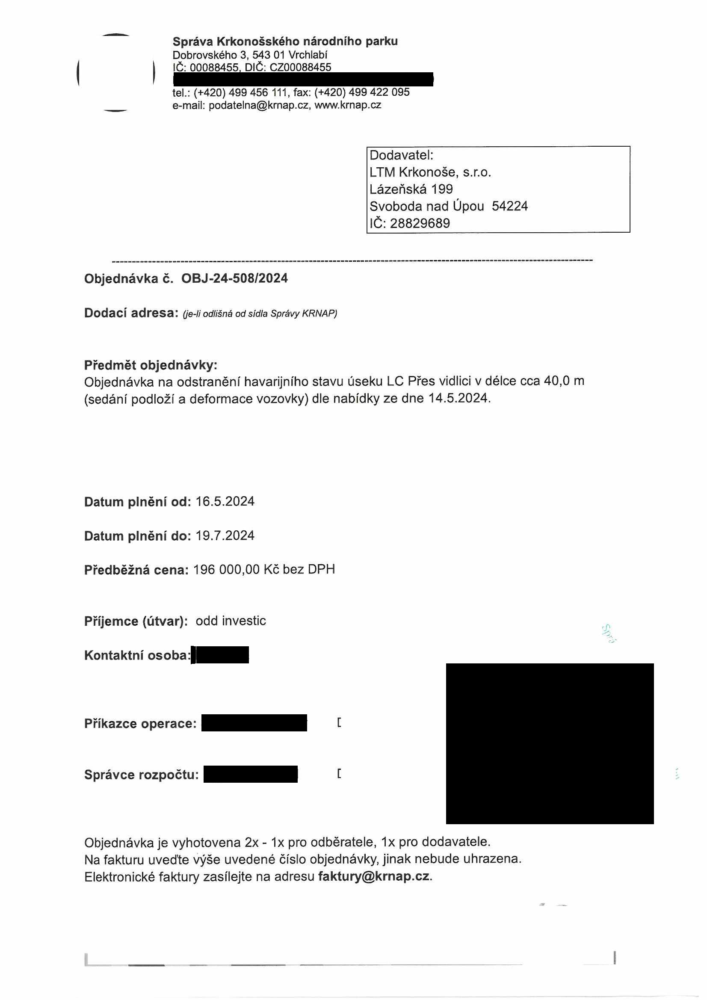 Správa Krkonošského národního parku
Dobrovského 3, 543 01 Vrchlabí
IČ: 00088455, DIČ: CZ00088455
tel.: (+420) 499 456 111, fax: (+420) 499 422 095
e-mail: podatelna@krnap.cz, www.krnap.cz
Dodavatel:
LTM Krkonoše, s.r.o.
Lázeňská 199
Svoboda nad Úpou 54224
IČ: 28829689
Objednávka č. OBJ-24-508/2024
Dodací adresa: (je-li odlišná od sídla Správy KRNAP)
Předmět objednávky:
Objednávka na odstranění havarijního stavu úseku LC Přes vidlici v délce cca 40,0 m
(sedání podloží a deformace vozovky) dle nabídky ze dne 14.5.2024.
Datum plnění od: 16.5.2024
Datum plnění do: 19.7.2024
Předběžná cena: 196 000,00 Kč bez DPH
Příjemce (útvar): odd investic
Sprá
Kontaktní osoba:
Příkazce operace:
Správce rozpočtu:
Objednávka je vyhotovena 2x - 1x pro odběratele, 1x pro dodavatele.
Na fakturu uveďte výše uvedené číslo objednávky, jinak nebude uhrazena.
Elektronické faktury zasílejte na adresu faktury@krnap.cz.